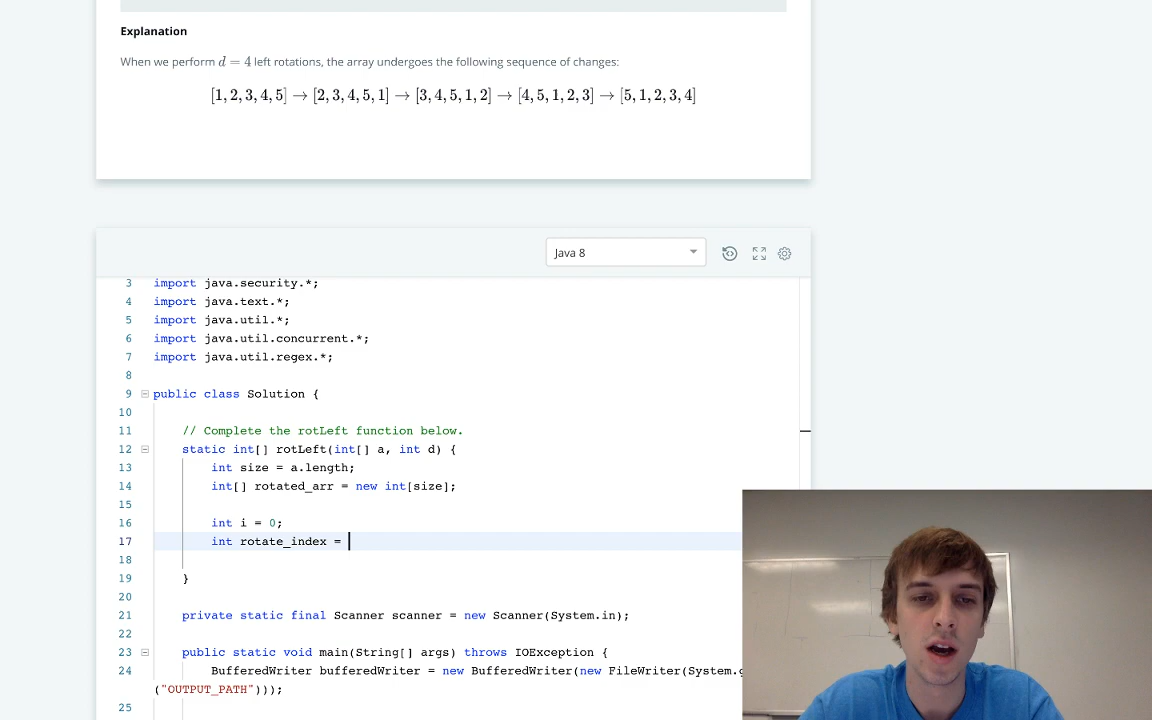 Explanation
When we perform d = 4 left rotations, the array undergoes the following sequence of changes:
[1, 2, 3, 4, 5] → [2, 3, 4, 5, 1] → [3, 4, 5, 1, 2] → [4, 5, 1, 2, 3] → [5, 1, 2, 3, 4]
Java 8
3 import java.security.*;
4 import java.text.*;
5 import java.util.*;
6 import java.util.concurrent.*;
7 import java.util.regex.*;
8
9 public class Solution {
10
11 // Complete the rotLeft function below.
12 static int[] rotLeft(int[] a, int d) {
13 int size = a.length;
14 int[] rotated_arr = new int[size];
15
16 int i = 0;
17 int rotate_index =
18
19 }
20
21 private static final Scanner scanner = new Scanner(System.in);
22
23 public static void main(String[] args) throws IOException {
24 BufferedWriter bufferedWriter = new BufferedWriter(new FileWriter(System.g
("OUTPUT_PATH")));
25